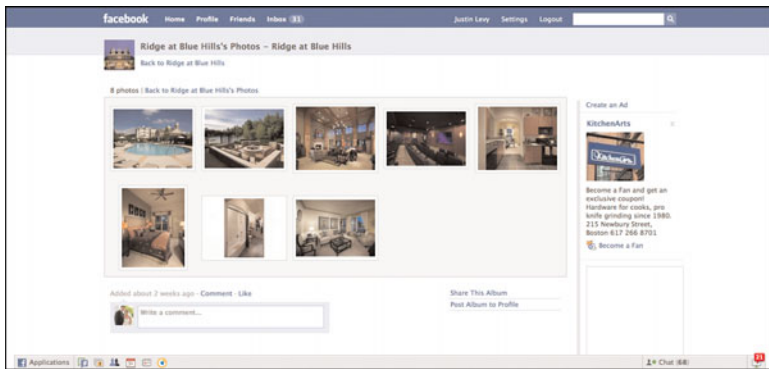 facebook Home Profile Friends Inbox 31 Justin Levy Settings Logout
Ridge at Blue Hills's Photos – Ridge at Blue Hills
Back to Ridge at Blue Hills
8 photos | Back to Ridge at Blue Hills's Photos
Create an Ad
KitchenArts
KitchenArts
Become a Fan and get an
exclusive coupon!
Hardware for cooks, pro
knife grinding since 1980.
215 Newbury Street,
Boston 617 266 8701
Become a Fan
Added about 2 weeks ago · Comment · Like
Write a comment...
Share This Album
Post Album to Profile
Applications
Chat (68)